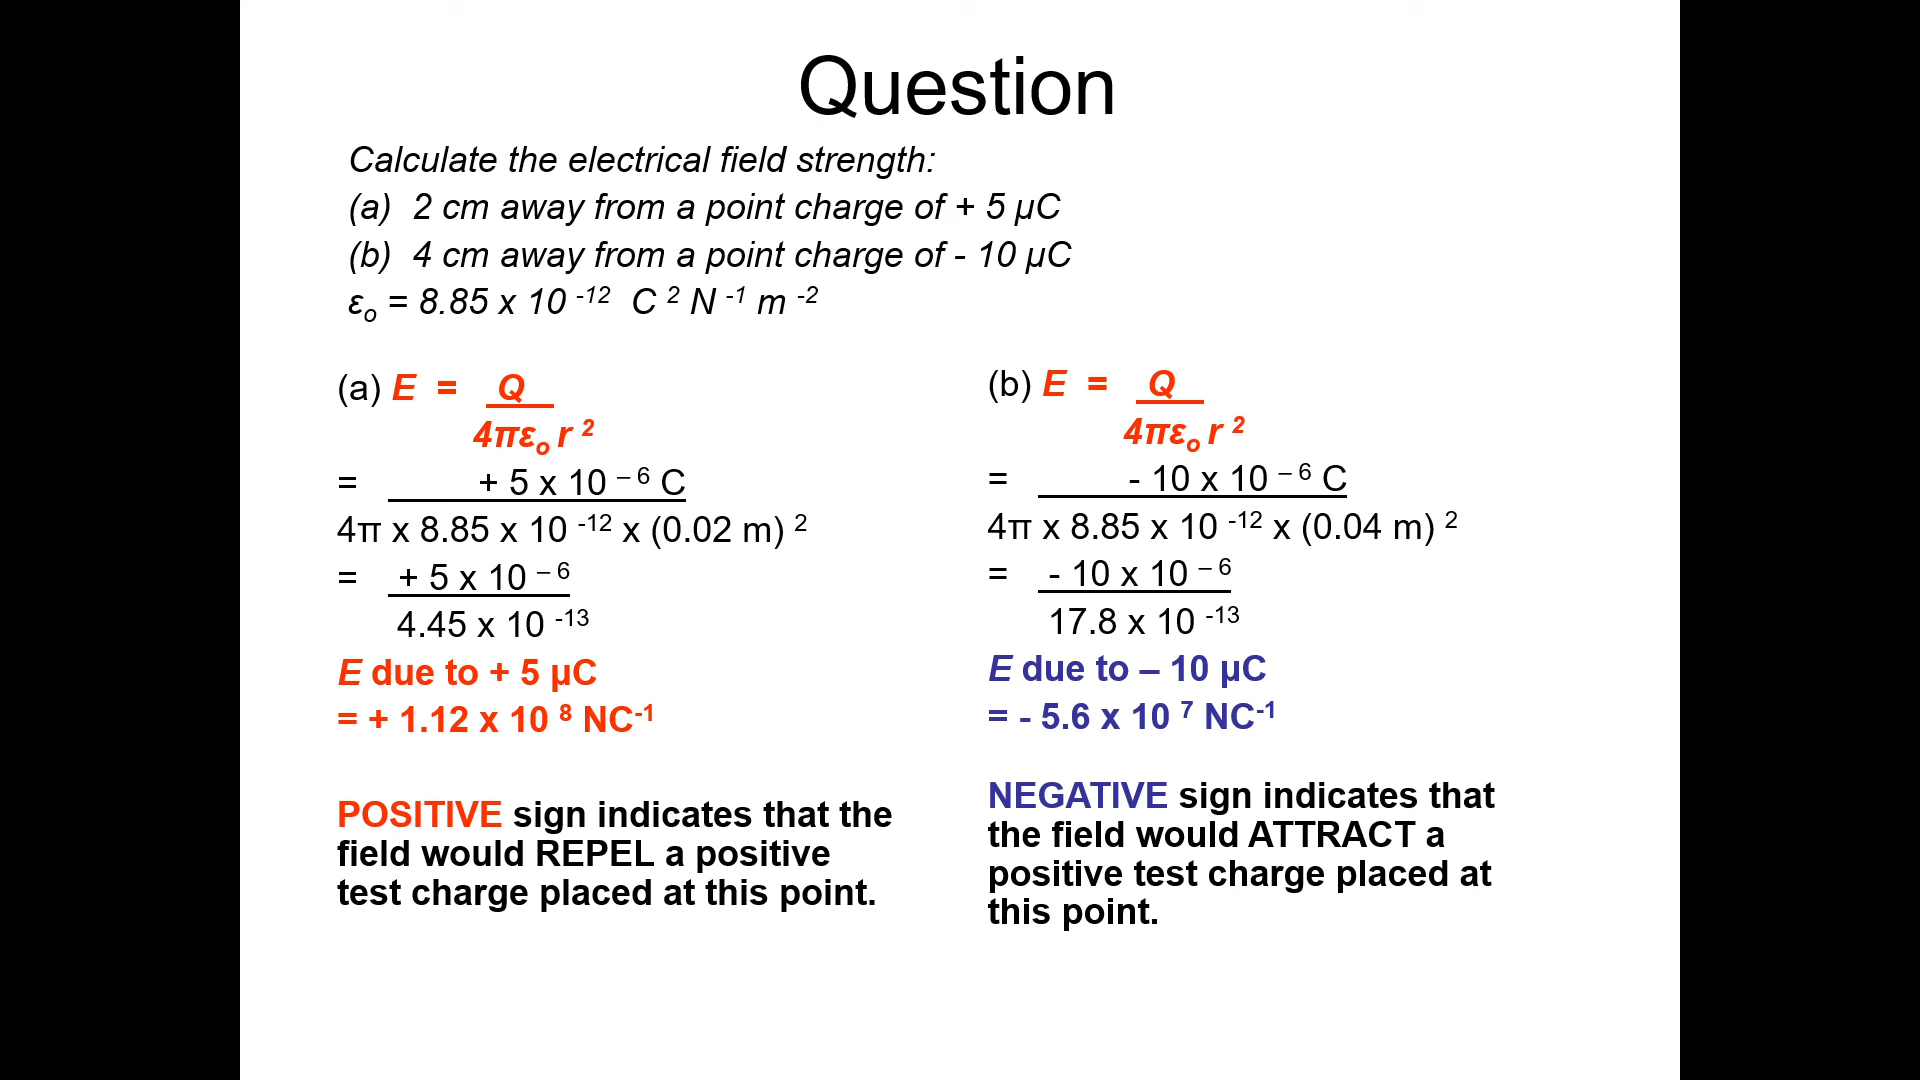 Question
Calculate the electrical field strength:
(a) 2 cm away from a point charge of + 5 μC
(b) 4 cm away from a point charge of - 10 μC
εₒ = 8.85 x 10 ⁻¹² C ² N ⁻¹ m ⁻²
(a) E = Q
4πεₒ r ²
= + 5 x 10 ⁻ ⁶ C
4π x 8.85 x 10 ⁻¹² x (0.02 m) ²
= + 5 x 10 ⁻ ⁶
4.45 x 10 ⁻¹³
E due to + 5 μC
= + 1.12 x 10 ⁸ NC⁻¹
POSITIVE sign indicates that the
field would REPEL a positive
test charge placed at this point.
(b) E = Q
4πεₒ r ²
= - 10 x 10 ⁻ ⁶ C
4π x 8.85 x 10 ⁻¹² x (0.04 m) ²
= - 10 x 10 ⁻ ⁶
17.8 x 10 ⁻¹³
E due to – 10 μC
= - 5.6 x 10 ⁷ NC⁻¹
NEGATIVE sign indicates that
the field would ATTRACT a
positive test charge placed at
this point.